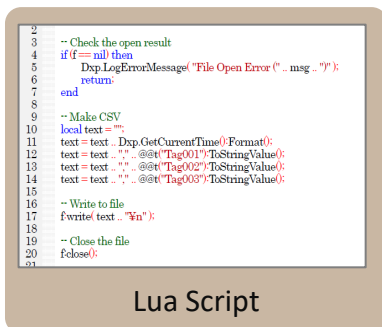 2
3 -- Check the open result
4 if (f == nil) then
5 Dxp.LogErrorMessage( "File Open Error (" .. msg .. ")" );
6 return;
7 end
8
9 -- Make CSV
10 local text = "";
11 text = text .. Dxp.GetCurrentTime():Format();
12 text = text .. "," .. @@t("Tag001"):ToStringValue();
13 text = text .. "," .. @@t("Tag002"):ToStringValue();
14 text = text .. "," .. @@t("Tag003"):ToStringValue();
15
16 -- Write to file
17 f:write( text .. "¥n" );
18
19 -- Close the file
20 f:close();
21
Lua Script